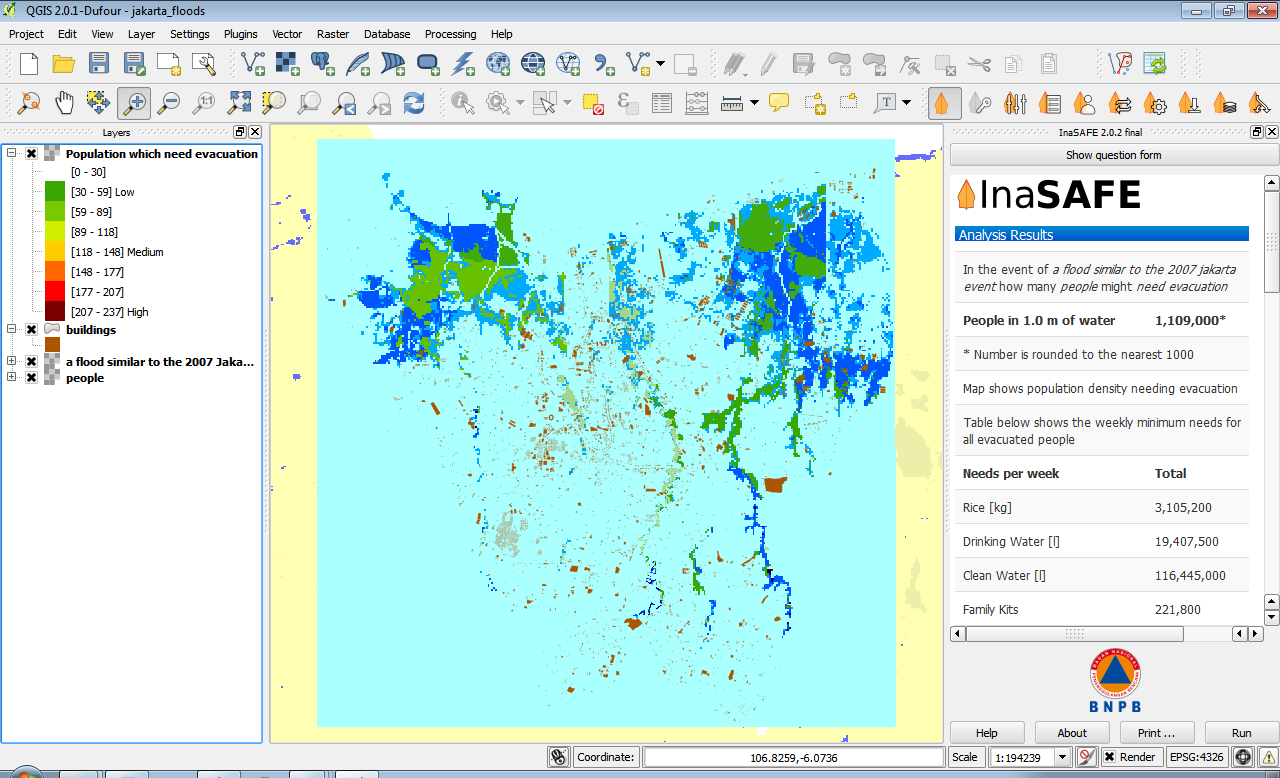 QGIS 2.0.1-Dufour - jakarta_floods
Project Edit View Layer Settings Plugins Vector Raster Database Processing Help
Layers
Population which need evacuation
[0 - 30]
[30 - 59] Low
[59 - 89]
[89 - 118]
[118 - 148] Medium
[148 - 177]
[177 - 207]
[207 - 237] High
buildings
a flood similar to the 2007 Jaka...
people
InaSAFE 2.0.2 final
Show question form
InaSAFE
Analysis Results
In the event of a flood similar to the 2007 jakarta
event how many people might need evacuation
People in 1.0 m of water 1,109,000*
* Number is rounded to the nearest 1000
Map shows population density needing evacuation
Table below shows the weekly minimum needs for
all evacuated people
Needs per week Total
Rice [kg] 3,105,200
Drinking Water [l] 19,407,500
Clean Water [l] 116,445,000
Family Kits 221,800
BADAN NASIONAL
PENANGGULANGAN BENCANA
BNPB
Help About Print ... Run
Coordinate: 106.8259,-6.0736 Scale 1:194239 Render EPSG:4326